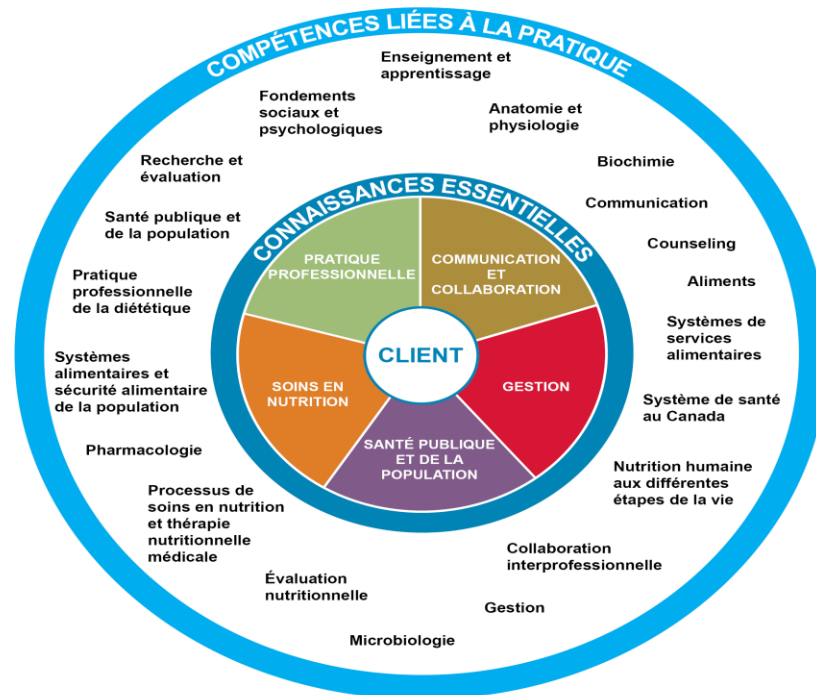 COMPÉTENCES LIÉES À LA PRATIQUE
Enseignement et
apprentissage
Fondements
sociaux et
psychologiques
Anatomie et
physiologie
Recherche et
évaluation
Biochimie
Santé publique et
de la population
Communication
Counseling
Pratique
professionnelle
de la diététique
Aliments
Systèmes de
services
alimentaires
Systèmes
alimentaires et
sécurité alimentaire
de la population
Système de santé
au Canada
Pharmacologie
Nutrition humaine
aux différentes
étapes de la vie
Processus de
soins en nutrition
et thérapie
nutritionnelle
médicale
Collaboration
interprofessionnelle
Évaluation
nutritionnelle
Gestion
Microbiologie
CONNAISSANCES ESSENTIELLES
PRATIQUE
PROFESSIONNELLE
COMMUNICATION
ET
COLLABORATION
CLIENT
SOINS EN
NUTRITION
GESTION
SANTÉ PUBLIQUE
ET DE LA
POPULATION